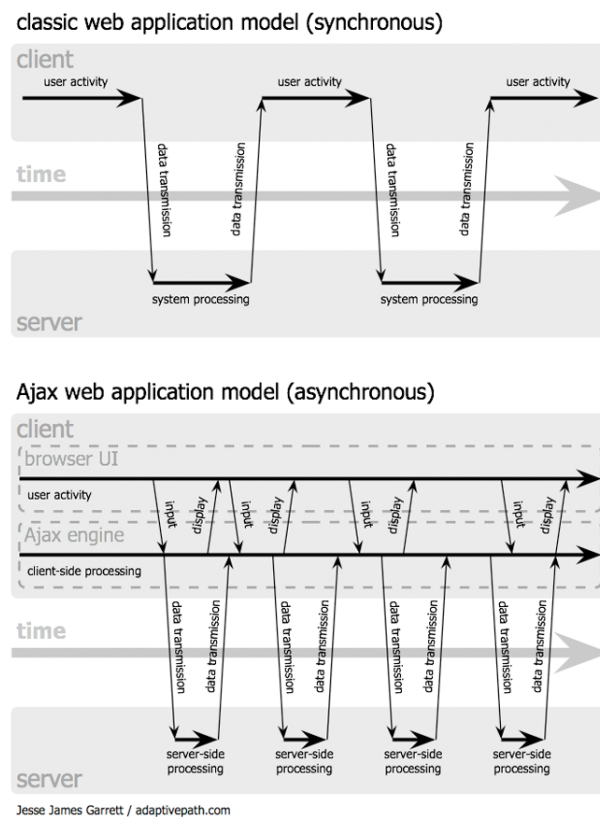 classic web application model (synchronous)
client
user activity
user activity
user activity
data transmission
data transmission
data transmission
data transmission
time
system processing
system processing
server
Ajax web application model (asynchronous)
client
browser UI
user activity
input
display
input
display
input
display
input
display
Ajax engine
client-side processing
data transmission
data transmission
data transmission
data transmission
data transmission
data transmission
data transmission
data transmission
time
server-side
processing
server-side
processing
server-side
processing
server-side
processing
server
Jesse James Garrett / adaptivepath.com